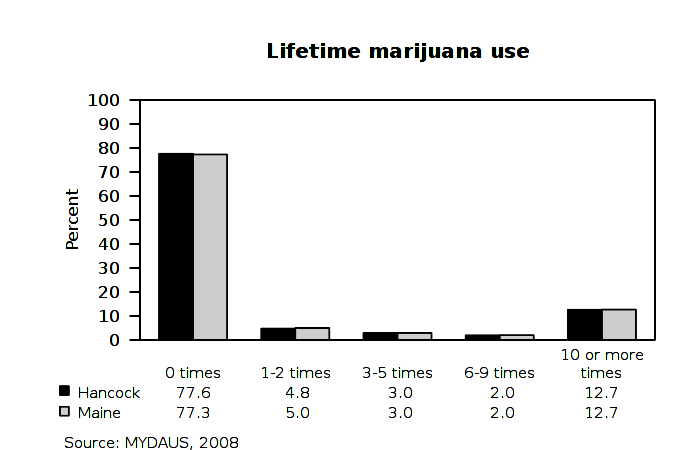 Lifetime marijuana use
100
90
80
70
60
50
40
30
20
10
0
Percent
0 times 1-2 times 3-5 times 6-9 times 10 or more times
Hancock 77.6 4.8 3.0 2.0 12.7
Maine 77.3 5.0 3.0 2.0 12.7
Source: MYDAUS, 2008